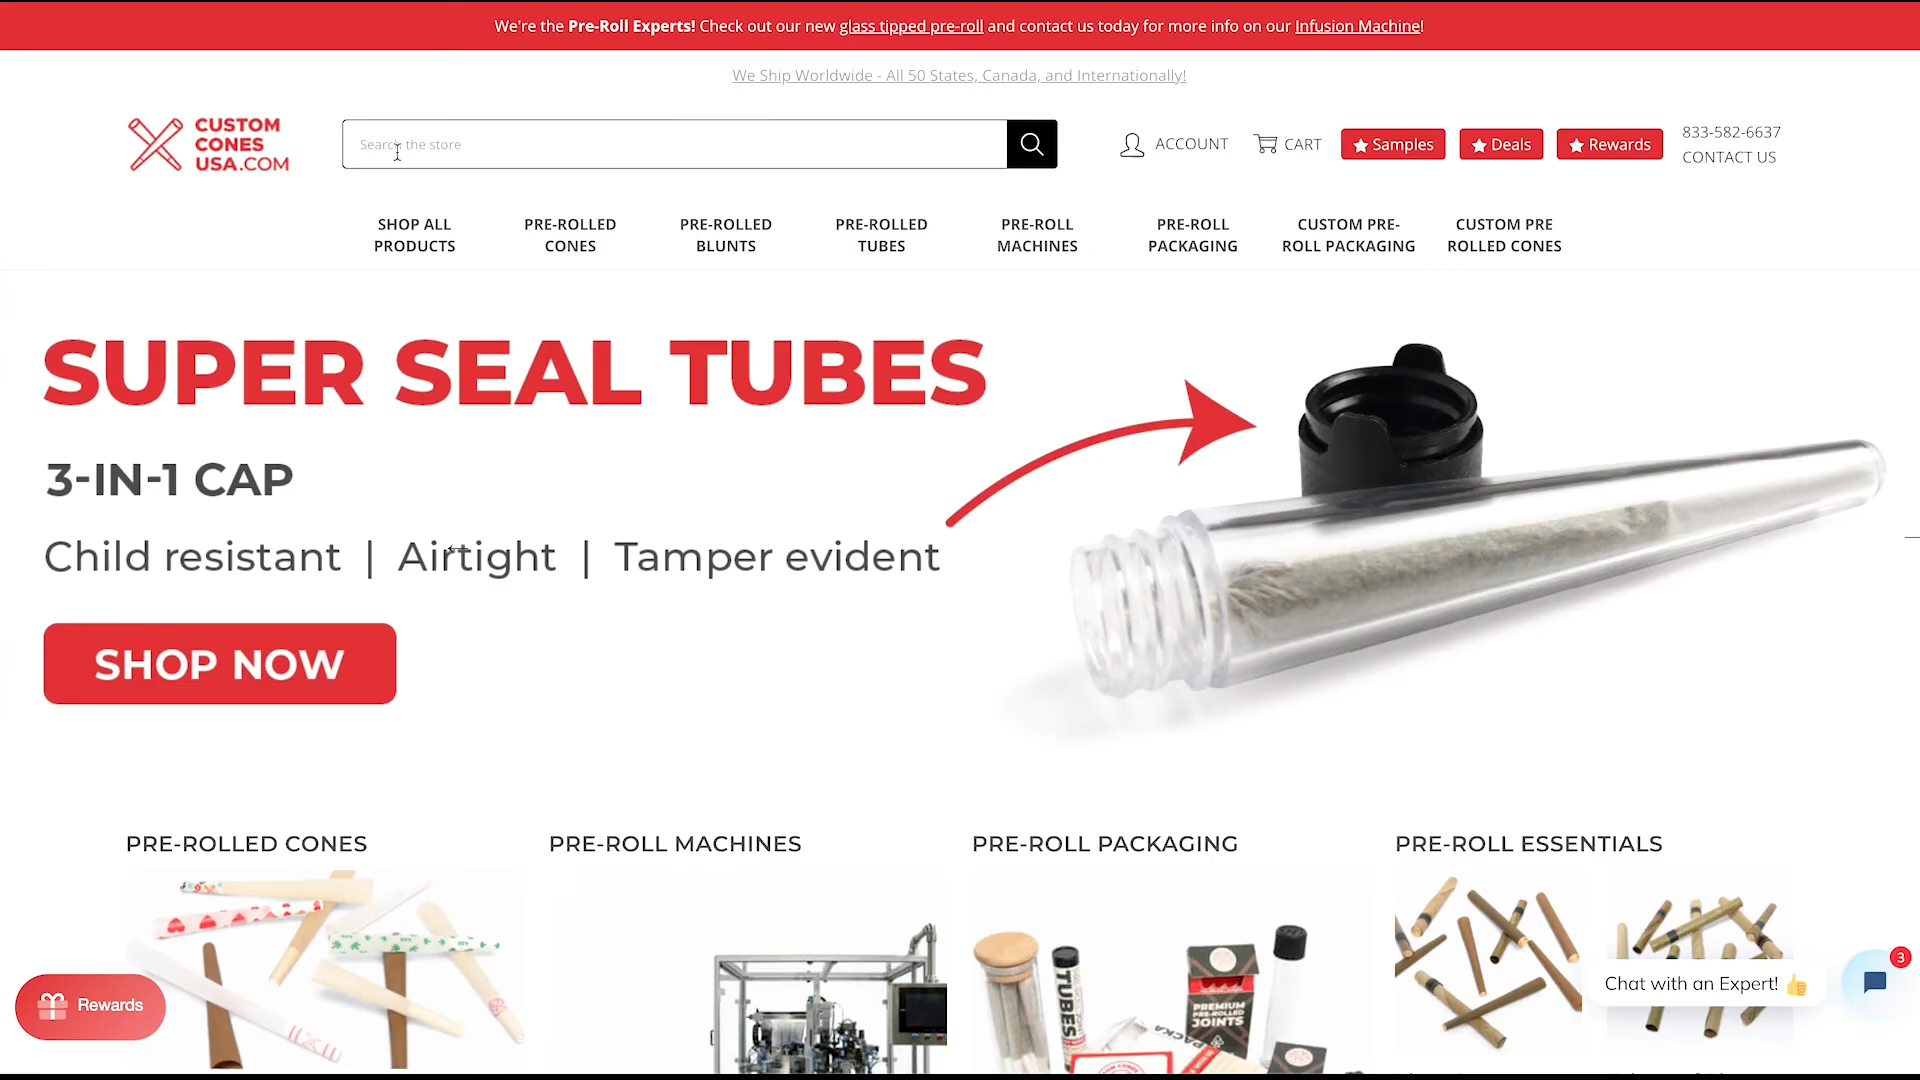 We're the Pre-Roll Experts! Check out our new glass tipped pre-roll and contact us today for more info on our Infusion Machine!
We Ship Worldwide - All 50 States, Canada, and Internationally!
CUSTOM
CONES
USA.COM
Search the store
ACCOUNT
CART
Samples
Deals
Rewards
833-582-6637
CONTACT US
SHOP ALL
PRODUCTS
PRE-ROLLED
CONES
PRE-ROLLED
BLUNTS
PRE-ROLLED
TUBES
PRE-ROLL
MACHINES
PRE-ROLL
PACKAGING
CUSTOM PRE-
ROLL PACKAGING
CUSTOM PRE
ROLLED CONES
SUPER SEAL TUBES
3-IN-1 CAP
Child resistant | Airtight | Tamper evident
SHOP NOW
PRE-ROLLED CONES
PRE-ROLL MACHINES
PRE-ROLL PACKAGING
PRE-ROLL ESSENTIALS
TUBES
PREMIUM
PRE-ROLLED
JOINTS
Rewards
Chat with an Expert! 👍
3